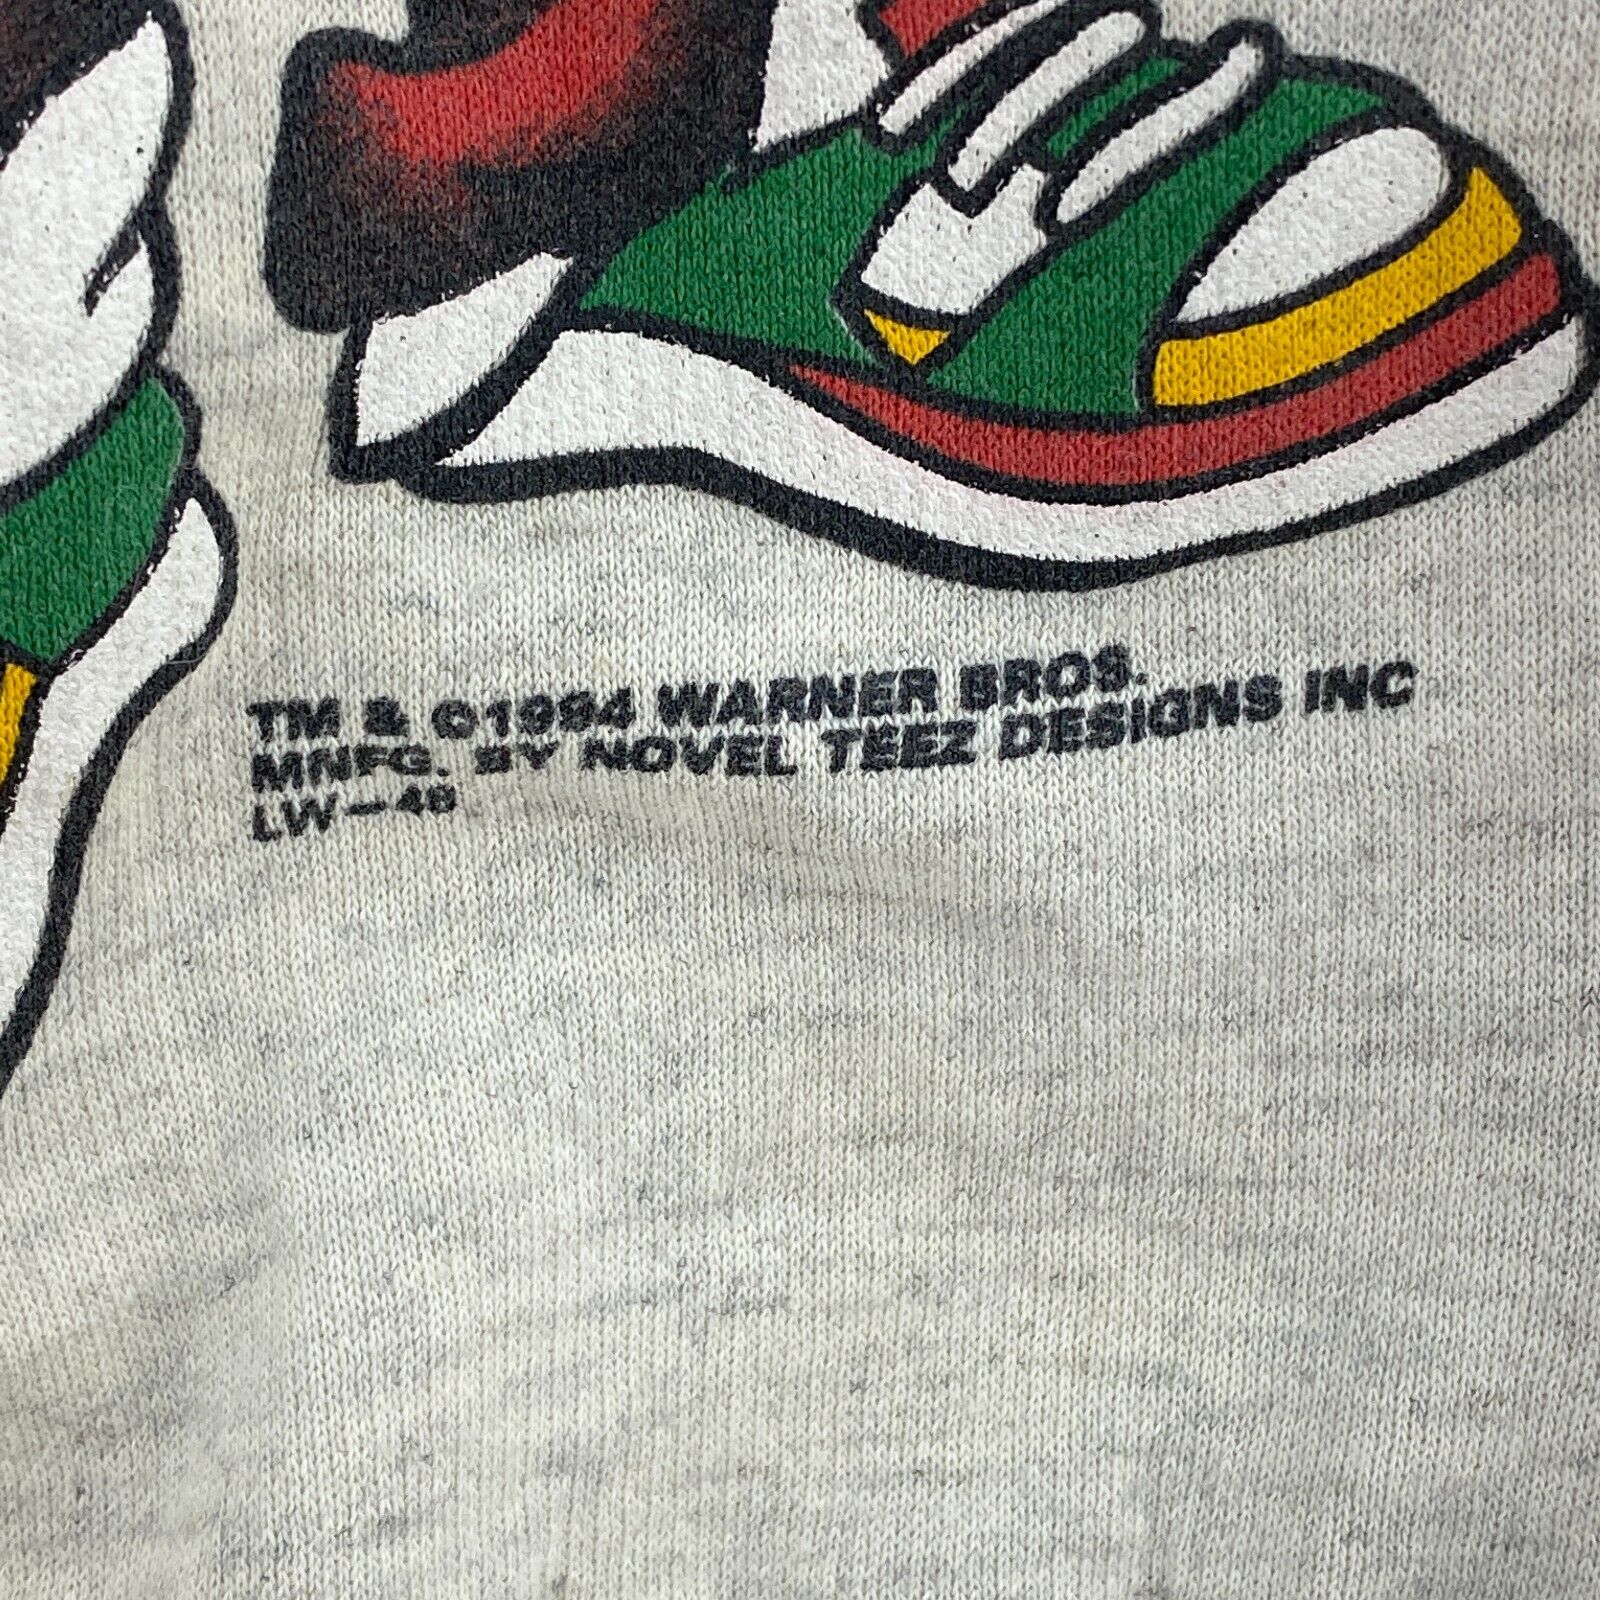 TM & ©1994 WARNER BROS.
MNFG. BY NOVEL TEEZ DESIGNS INC
LW-48